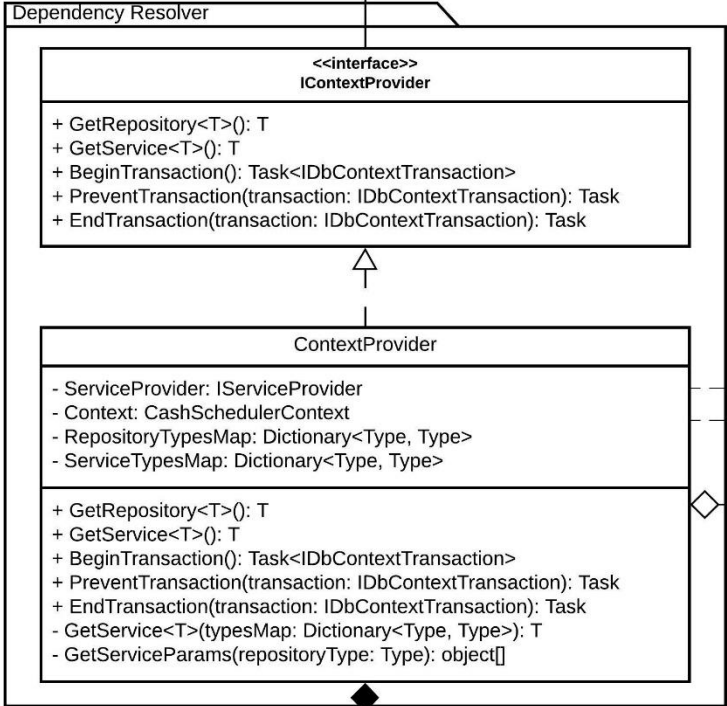 Dependency Resolver
<<interface>>
IContextProvider
+ GetRepository<T>(): T
+ GetService<T>(): T
+ BeginTransaction(): Task<IDbContextTransaction>
+ PreventTransaction(transaction: IDbContextTransaction): Task
+ EndTransaction(transaction: IDbContextTransaction): Task
ContextProvider
- ServiceProvider: IServiceProvider
- Context: CashSchedulerContext
- RepositoryTypesMap: Dictionary<Type, Type>
- ServiceTypesMap: Dictionary<Type, Type>
+ GetRepository<T>(): T
+ GetService<T>(): T
+ BeginTransaction(): Task<IDbContextTransaction>
+ PreventTransaction(transaction: IDbContextTransaction): Task
+ EndTransaction(transaction: IDbContextTransaction): Task
- GetService<T>(typesMap: Dictionary<Type, Type>): T
- GetServiceParams(repositoryType: Type): object[]